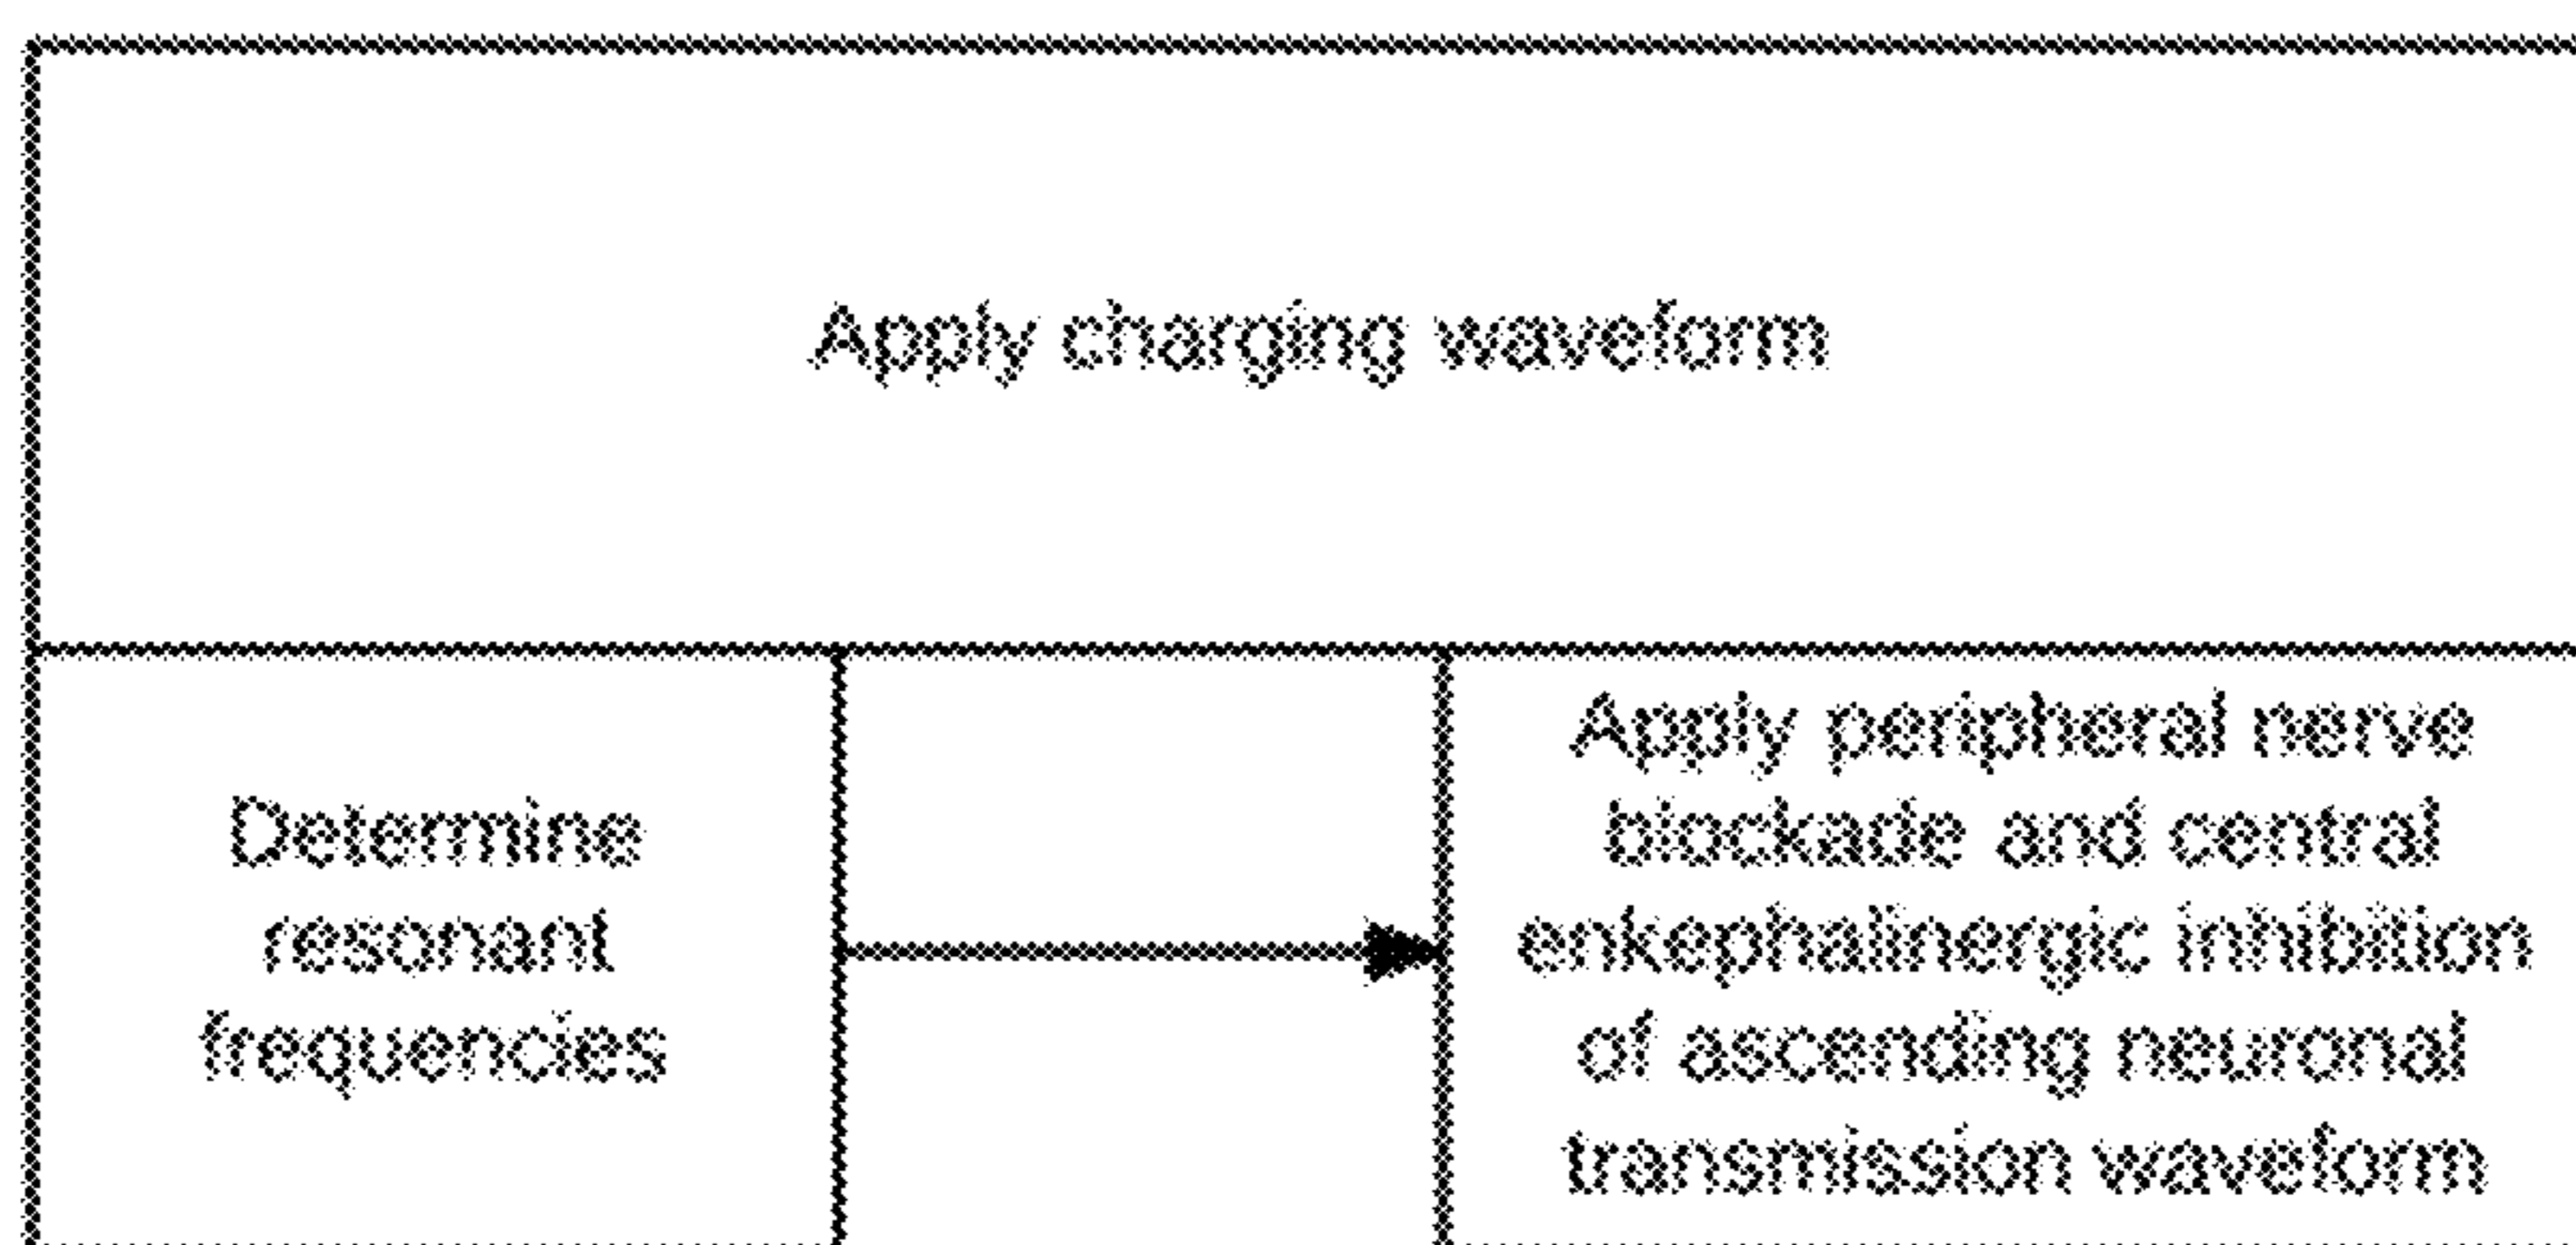 Apply charging waveform
Determine
resonant
frequencies
Apply peripheral nerve
blockade and central
enkephalinergic inhibition
of ascending neuronal
transmission waveform